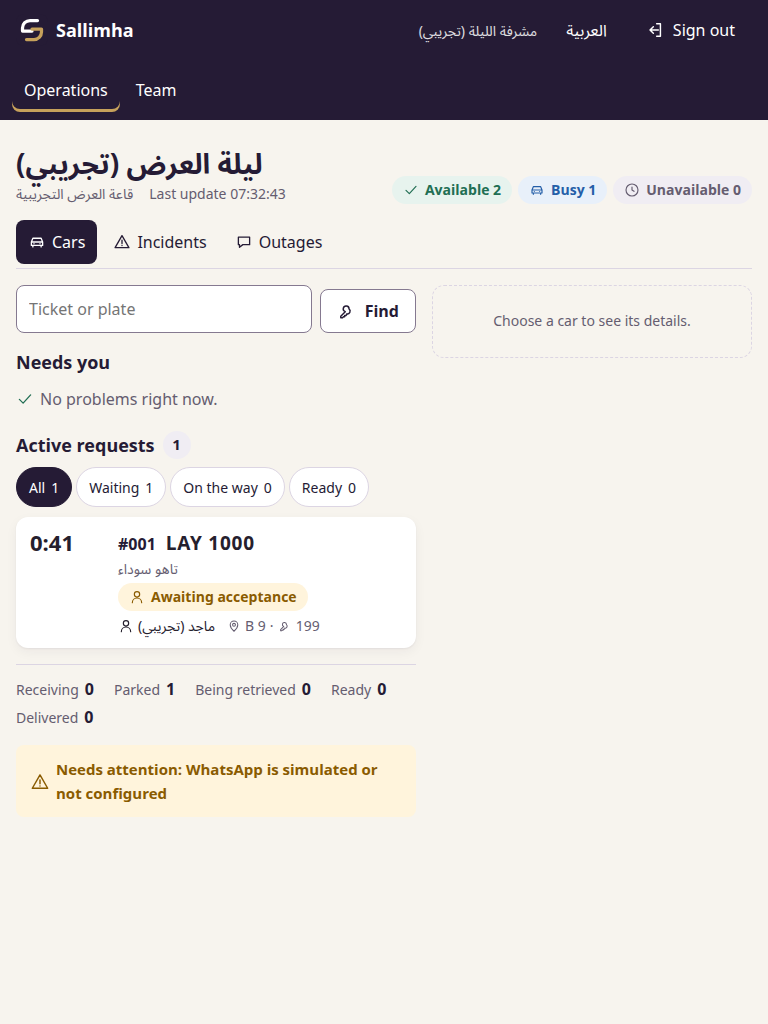 Sallimha
مشرفة الليلة (تجريبي)
العربية
Sign out
Operations
Team
ليلة العرض (تجريبي)
قاعة العرض التجريبية
Last update 07:32:43
Available 2
Busy 1
Unavailable 0
Cars
Incidents
Outages
Ticket or plate
Find
Choose a car to see its details.
Needs you
No problems right now.
Active requests 1
All 1
Waiting 1
On the way 0
Ready 0
0:41
#001 LAY 1000
تاهو سوداء
Awaiting acceptance
ماجد (تجريبي)
B 9 · 199
Receiving 0
Parked 1
Being retrieved 0
Ready 0
Delivered 0
Needs attention: WhatsApp is simulated or
not configured